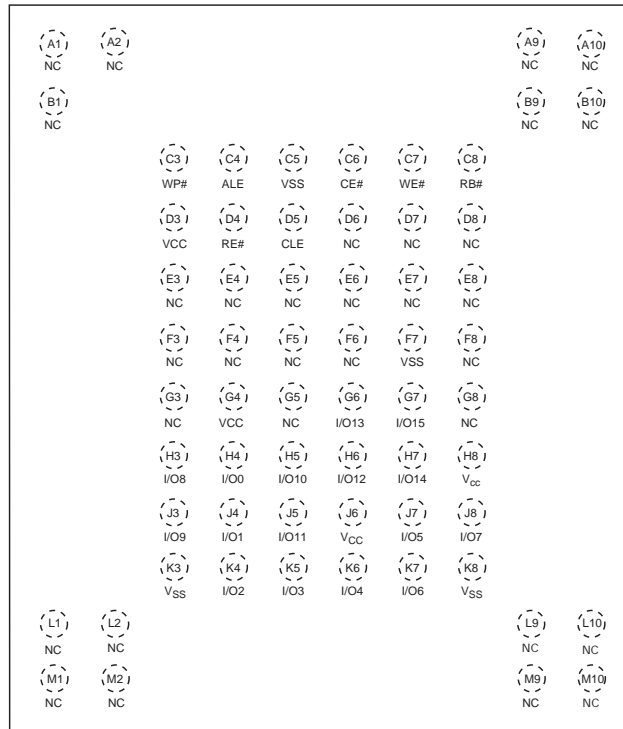 A1 A2 A9 A10
NC NC NC NC
B1 B9 B10
NC NC NC
C3 C4 C5 C6 C7 C8
WP# ALE VSS CE# WE# RB#
D3 D4 D5 D6 D7 D8
VCC RE# CLE NC NC NC
E3 E4 E5 E6 E7 E8
NC NC NC NC NC NC
F3 F4 F5 F6 F7 F8
NC NC NC NC VSS NC
G3 G4 G5 G6 G7 G8
NC VCC NC I/O13 I/O15 NC
H3 H4 H5 H6 H7 H8
I/O8 I/O0 I/O10 I/O12 I/O14 Vcc
J3 J4 J5 J6 J7 J8
I/O9 I/O1 I/O11 VCC I/O5 I/O7
K3 K4 K5 K6 K7 K8
VSS I/O2 I/O3 I/O4 I/O6 VSS
L1 L2 L9 L10
NC NC NC NC
M1 M2 M9 M10
NC NC NC NC